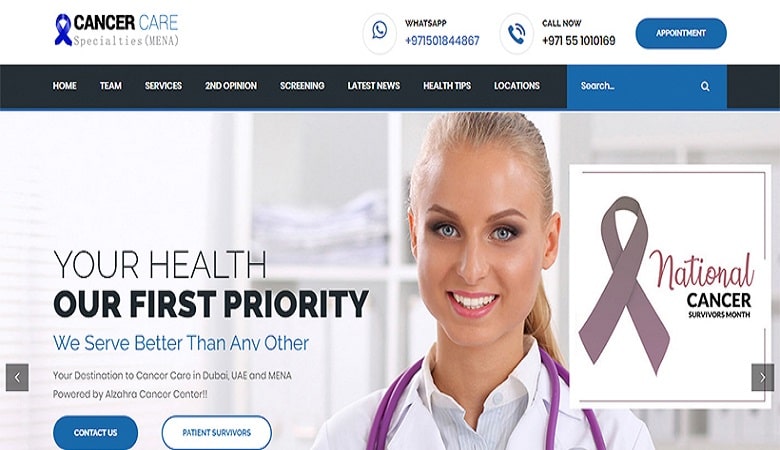 CANCER CARE
Specialties(MENA)
WHATSAPP
+971501844867
CALL NOW
+971 55 1010169
APPOINTMENT
HOME TEAM SERVICES 2ND OPINION SCREENING LATEST NEWS HEALTH TIPS LOCATIONS Search...
YOUR HEALTH
OUR FIRST PRIORITY
We Serve Better Than Any Other
Your Destination to Cancer Care in Dubai, UAE and MENA
Powered by Alzahra Cancer Center!!
CONTACT US
PATIENT SURVIVORS
National
CANCER
SURVIVORS MONTH